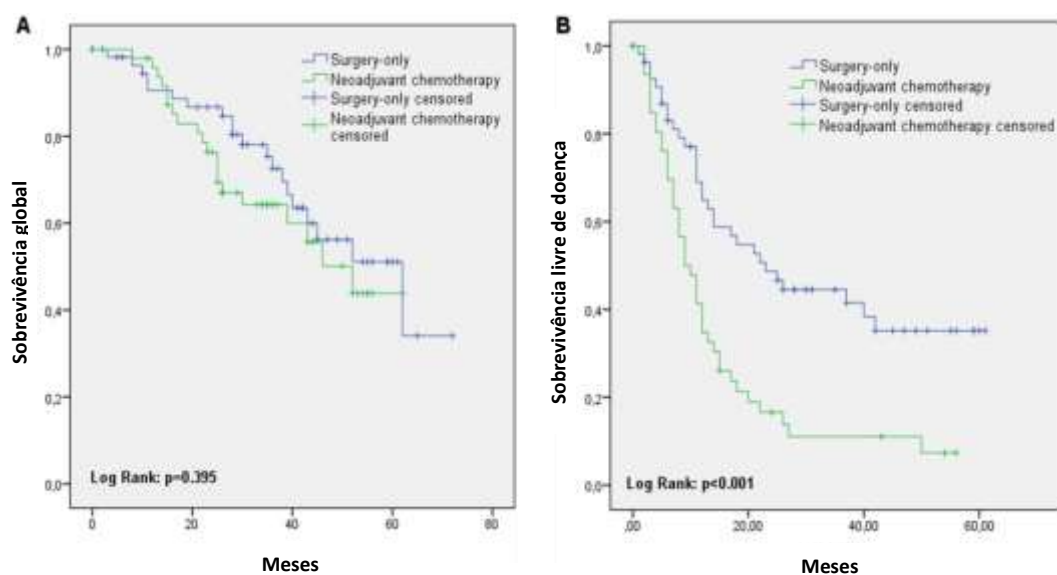 A
Sobrevivência global
1,0
0,8
0,6
0,4
0,2
0,0
Surgery-only
Neoadjuvant chemotherapy
Surgery-only censored
Neoadjuvant chemotherapy
censored
Log Rank: p=0.395
0
20
40
60
80
Meses
B
Sobrevivência livre de doenca
1,0
0,8
0,6
0,4
0,2
0,0
Surgery-only
Neoadjuvant chemotherapy
Surgery-only censored
Neoadjuvant chemotherapy censored
Log Rank: p<0.001
,00
20,00
40,00
60,00
Meses